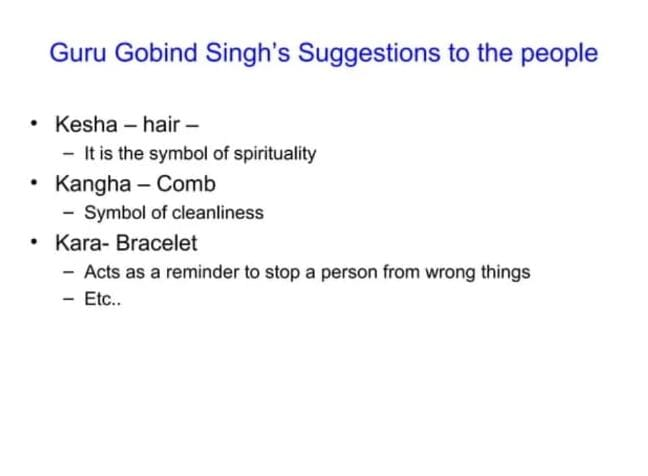 Guru Gobind Singh's Suggestions to the people
• Kesha – hair –
– It is the symbol of spirituality
• Kangha – Comb
– Symbol of cleanliness
• Kara- Bracelet
– Acts as a reminder to stop a person from wrong things
– Etc..